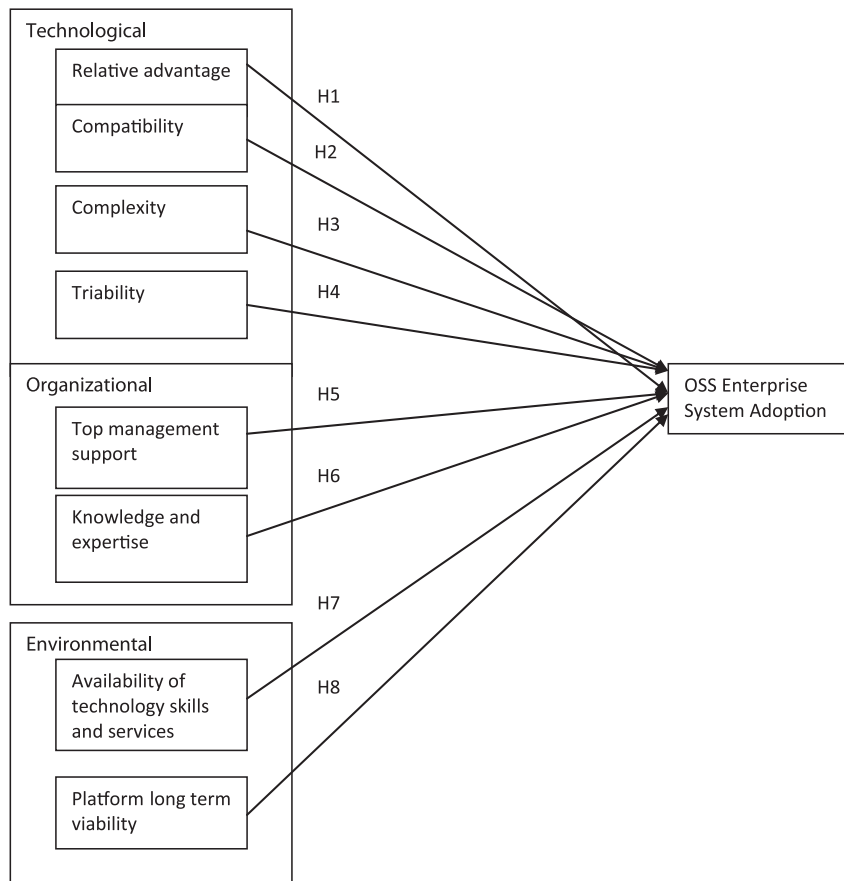 Technological
Relative advantage
H1
Compatibility
H2
Complexity
H3
Triability
H4
Organizational
OSS Enterprise
System Adoption
H5
Top management
support
H6
Knowledge and
expertise
H7
Environmental
Availability of
technology skills
and services
H8
Platform long term
viability